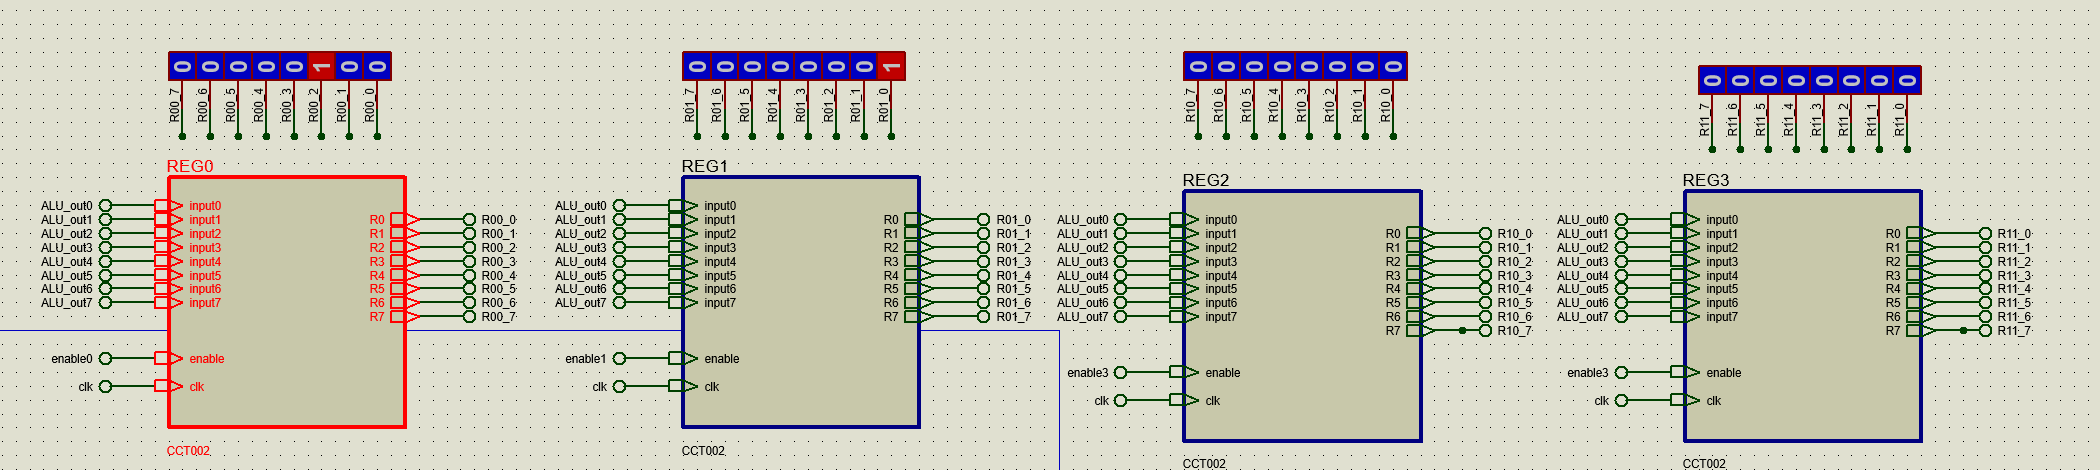 0 0 0 0 0 1 0 0
R00_7 R00_6 R00_5 R00_4 R00_3 R00_2 R00_1 R00_0
REG0
ALU_out0 input0
ALU_out1 input1 R0 R00_0
ALU_out2 input2 R1 R00_1
ALU_out3 input3 R2 R00_2
ALU_out4 input4 R3 R00_3
ALU_out5 input5 R4 R00_4
ALU_out6 input6 R5 R00_5
ALU_out7 input7 R6 R00_6
R7 R00_7
enable0 enable
clk clk
CCT002
0 0 0 0 0 0 0 1
R01_7 R01_6 R01_5 R01_4 R01_3 R01_2 R01_1 R01_0
REG1
ALU_out0 input0
ALU_out1 input1 R0 R01_0
ALU_out2 input2 R1 R01_1
ALU_out3 input3 R2 R01_2
ALU_out4 input4 R3 R01_3
ALU_out5 input5 R4 R01_4
ALU_out6 input6 R5 R01_5
ALU_out7 input7 R6 R01_6
R7 R01_7
enable1 enable
clk clk
CCT002
0 0 0 0 0 0 0 0
R10_7 R10_6 R10_5 R10_4 R10_3 R10_2 R10_1 R10_0
REG2
ALU_out0 input0
ALU_out1 input1 R0 R10_0
ALU_out2 input2 R1 R10_1
ALU_out3 input3 R2 R10_2
ALU_out4 input4 R3 R10_3
ALU_out5 input5 R4 R10_4
ALU_out6 input6 R5 R10_5
ALU_out7 input7 R6 R10_6
R7 R10_7
enable3 enable
clk clk
CCT002
0 0 0 0 0 0 0 0
R11_7 R11_6 R11_5 R11_4 R11_3 R11_2 R11_1 R11_0
REG3
ALU_out0 input0
ALU_out1 input1 R0 R11_0
ALU_out2 input2 R1 R11_1
ALU_out3 input3 R2 R11_2
ALU_out4 input4 R3 R11_3
ALU_out5 input5 R4 R11_4
ALU_out6 input6 R5 R11_5
ALU_out7 input7 R6 R11_6
R7 R11_7
enable3 enable
clk clk
CCT002